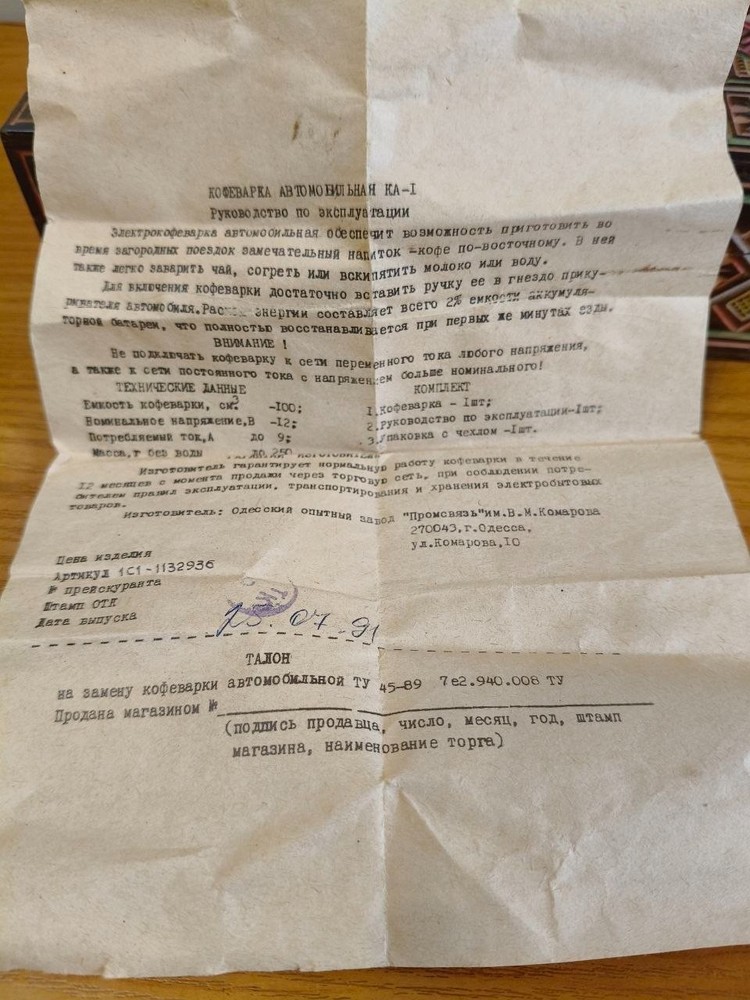 КОФЕВАРКА АВТОМОБИЛЬНАЯ КА-I
Руководство по эксплуатации
Электрокофеварка автомобильная обеспечит возможность приготовить во
время загородных поездок замечательный напиток -кофе по-восточному. В ней
также легко заварить чай, согреть или вскипятить молоко или воду.
Для включения кофеварки достаточно вставить ручку ее в гнездо прику-
ривателя автомобиля.Расход энергии составляет всего 2% емкости аккумуля-
торной батареи, что полностью восстанавливается при первых же минутах езды.
ВНИМАНИЕ !
Не подключать кофеварку к сети переменного тока любого напряжения,
а также к сети постоянного тока с напряжением больше номинального!
ТЕХНИЧЕСКИЕ ДАННЫЕ КОМПЛЕКТ
Емкость кофеварки, см3 -100; 1.Кофеварка - 1шт;
Номинальное напряжение,В -12; 2.Руководство по эксплуатации-1шт;
Потребляемый ток,А до 9; 3.Упаковка с чехлом -1шт.
Масса,г без воды до 250
Изготовитель гарантирует нормальную работу кофеварки в течение
12 месяцев с момента продажи через торговую сеть, при соблюдении потре-
бителем правил эксплуатации, транспортирования и хранения электробытовых
товаров.
Изготовитель: Одесский опытный завод "Промсвязь"им.В.М.Комарова
270043,г.Одесса,
ул.Комарова,10
Цена изделия
Артикул 1С1-1132936
№ прейскуранта
Штамп ОТК
Дата выпуска 23.07.91
ТАЛОН
на замену кофеварки автомобильной ТУ 45-89 7е2.940.008 ТУ
Продана магазином №
(подпись продавца, число, месяц, год, штамп
магазина, наименование торга)